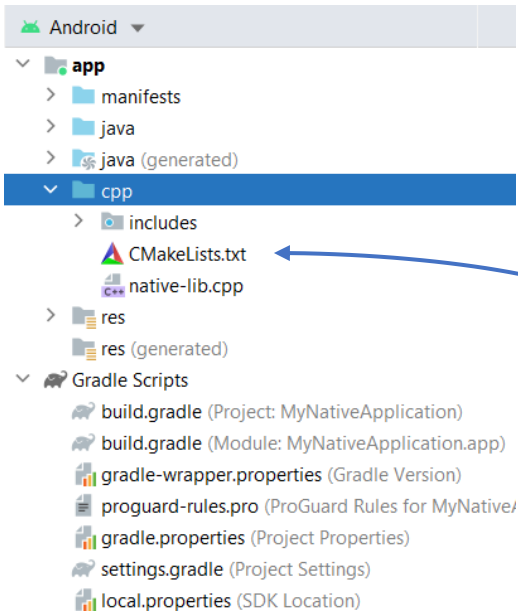 Android
app
manifests
java
java (generated)
cpp
includes
CMakeLists.txt
C++ native-lib.cpp
res
res (generated)
Gradle Scripts
build.gradle (Project: MyNativeApplication)
build.gradle (Module: MyNativeApplication.app)
gradle-wrapper.properties (Gradle Version)
proguard-rules.pro (ProGuard Rules for MyNativeA
gradle.properties (Project Properties)
settings.gradle (Project Settings)
local.properties (SDK Location)